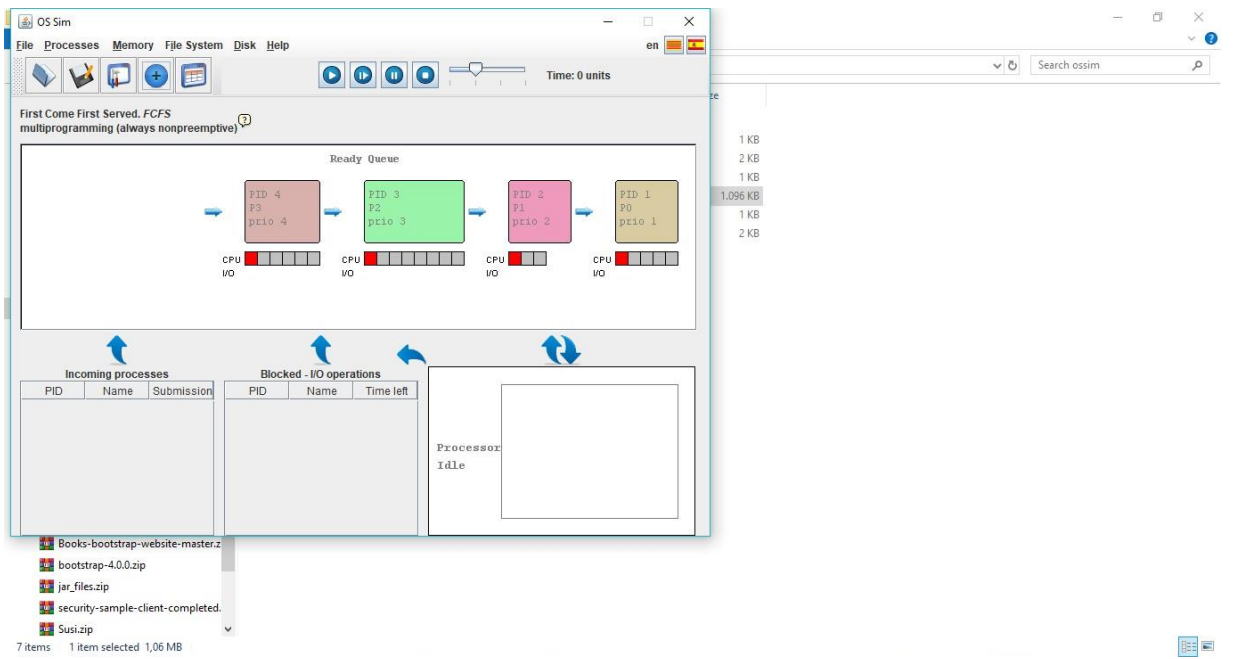 OS Sim
File Processes Memory File System Disk Help
en
Time: 0 units
Search ossim
First Come First Served. FCFS
multiprogramming (always nonpreemptive)
?
ze
1 KB
2 KB
1 KB
1.096 KB
1 KB
2 KB
Ready Queue
PID 4
P3
prio 4
PID 3
P2
prio 3
PID 2
P1
prio 2
PID 1
P0
prio 1
CPU
I/O
CPU
I/O
CPU
I/O
CPU
I/O
Incoming processes
PID Name Submission
Blocked - I/O operations
PID Name Time left
Processor
Idle
Books-bootstrap-website-master.z
bootstrap-4.0.0.zip
jar_files.zip
security-sample-client-completed.
Susi.zip
7 items 1 item selected 1,06 MB